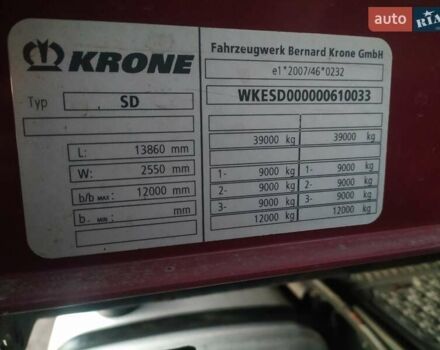 auto RIA
KRONE
Typ SD
L: 13860 mm
W: 2550 mm
b/b MAX: 12000 mm
b.. MIN: mm
Fahrzeugwerk Bernard Krone GmbH
e1*2007/46*0232
WKESD000000610033
39000 kg 39000 kg
1- 9000 kg 1- 9000 kg
2- 9000 kg 2- 9000 kg
3- 9000 kg 3- 9000 kg
12000 kg 12000 kg